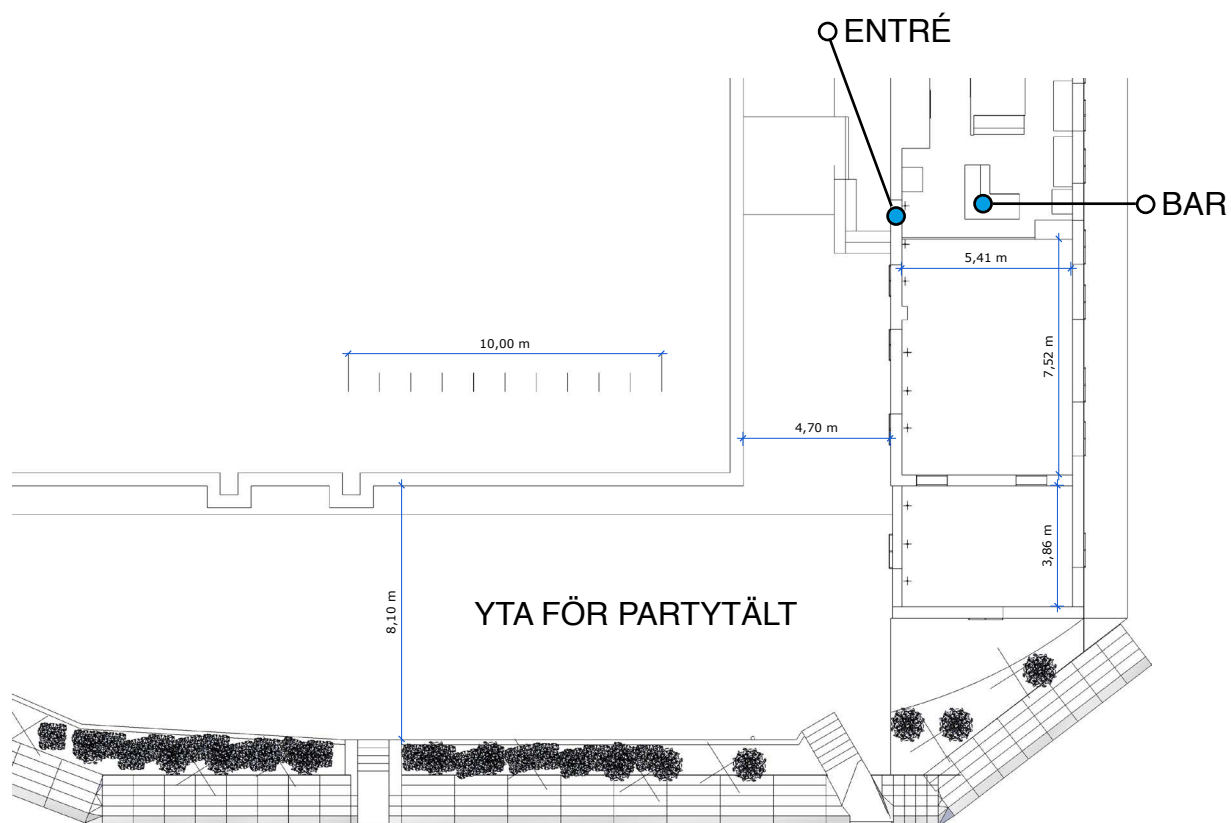 ENTRÉ
BAR
5,41 m
10,00 m
7,52 m
4,70 m
3,86 m
8,10 m
YTA FÖR PARTYTÄLT